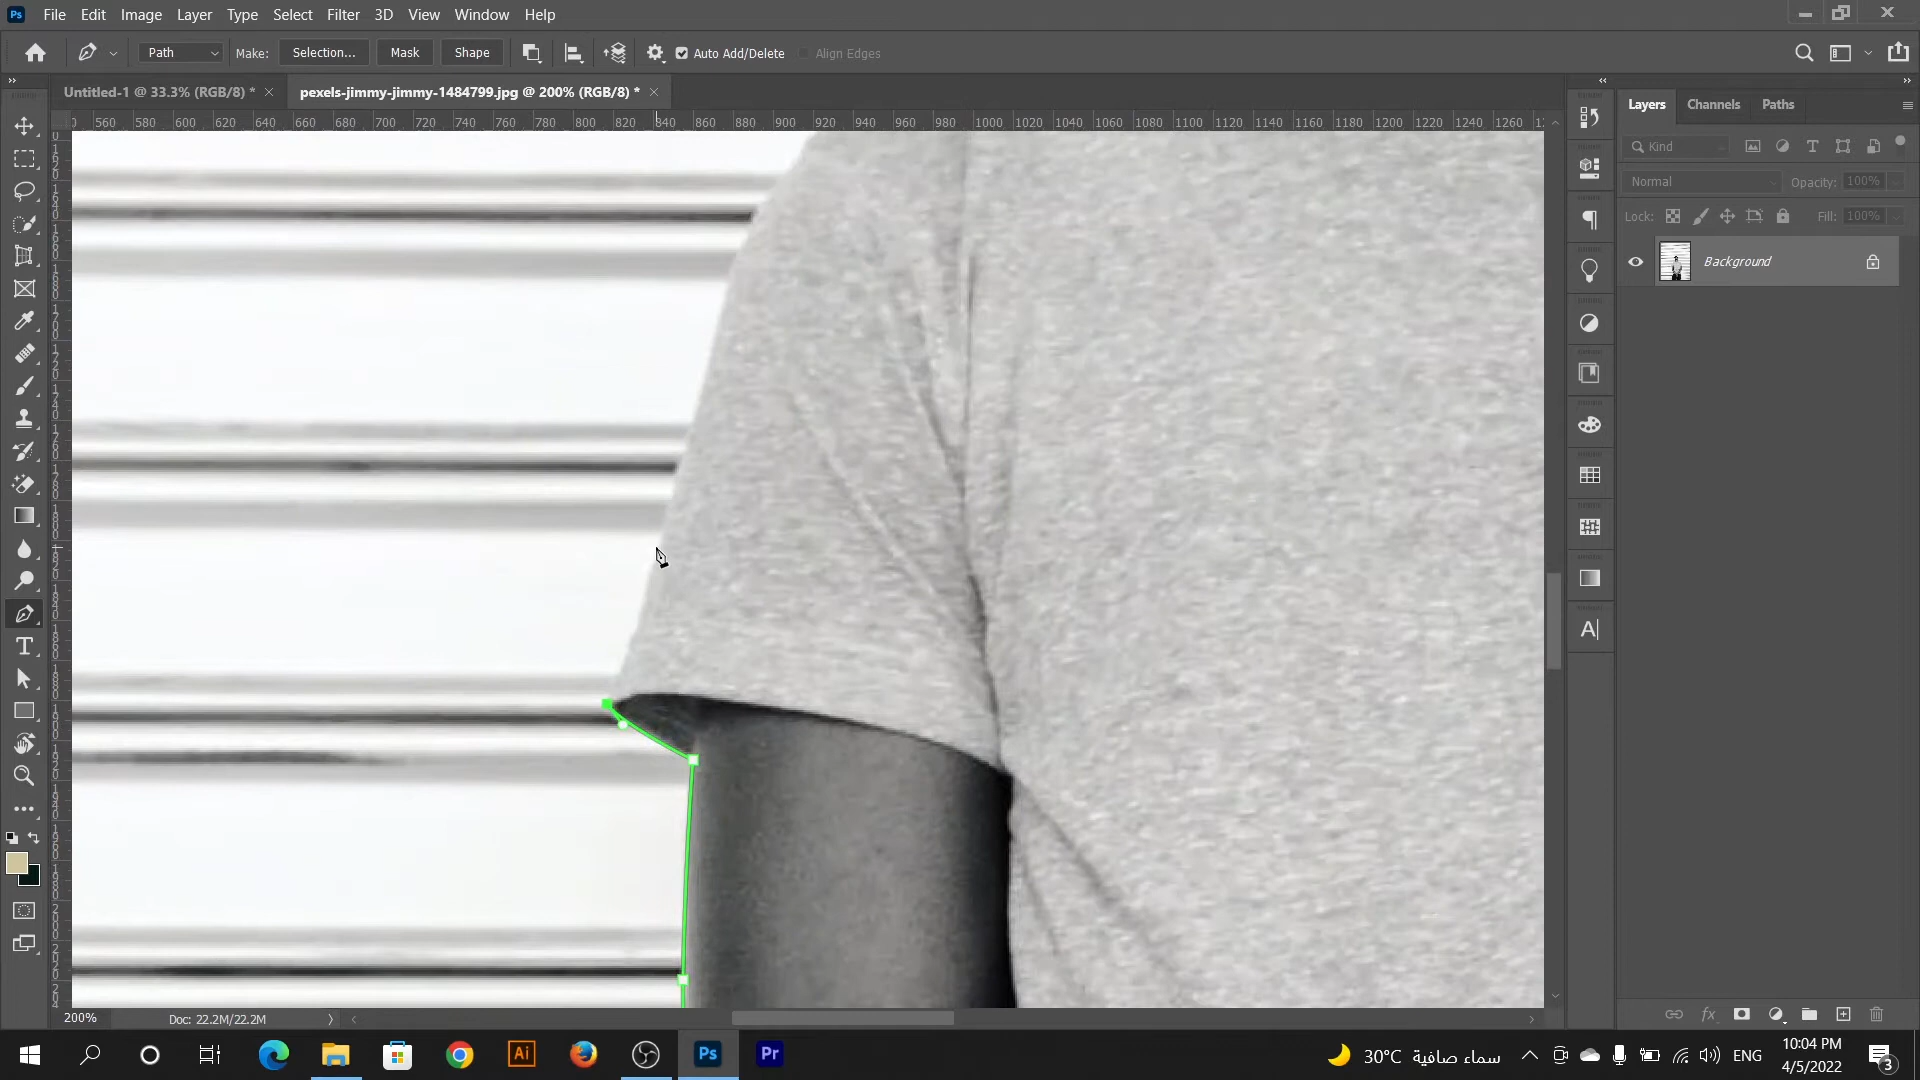 Ps File Edit Image Layer Type Select Filter 3D View Window Help
Path Make: Selection... Mask Shape Auto Add/Delete Align Edges
Untitled-1 @ 33.3% (RGB/8) * × pexels-jimmy-jimmy-1484799.jpg @ 200% (RGB/8) * ×
Layers Channels Paths
560 580 600 620 640 660 680 700 720 740 760 780 800 820 840 860 880 900 920 940 960 980 1000 1020 1040 1060 1080 1100 1120 1140 1160 1180 1200 1220 1240 1260
Kind
Normal Opacity: 100%
Lock: Fill: 100%
Background
200% Doc: 22.2M/22.2M
Ai Ps Pr 30°C سماء صافية ENG 10:04 PM
4/5/2022
3